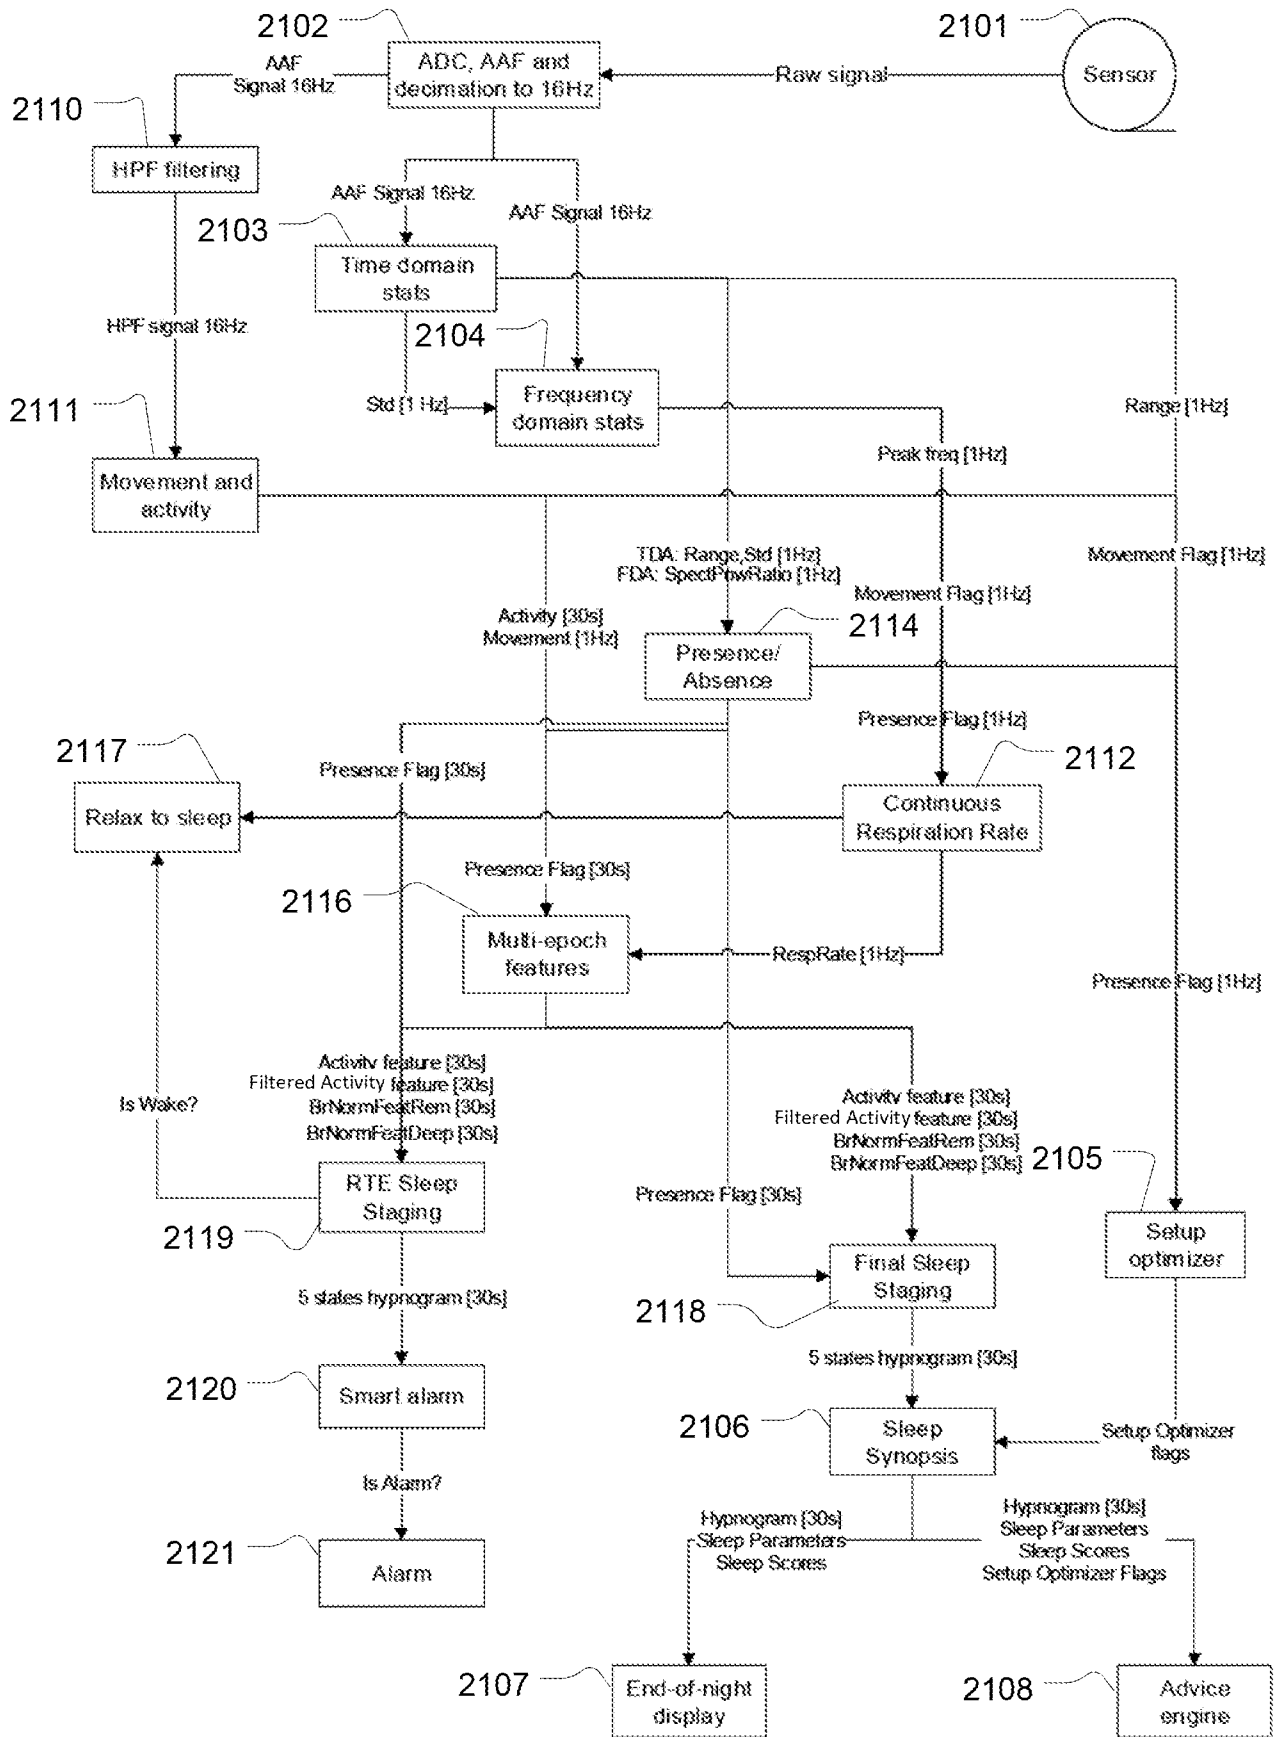 2102
2101
ADC, AAF and
decimation to 16Hz
Raw signal
Sensor
AAF
Signal 16Hz
2110
HPF filtering
AAF Signal 16Hz
AAF Signal 16Hz
2103
Time domain
stats
HPF signal 16Hz
2104
Std [1 Hz]
Frequency
domain stats
Range [1Hz]
2111
Movement and
activity
Peak freq [1Hz]
TDA: Range,Std [1Hz]
FDA: SpectPowRatio [1Hz]
Movement Flag [1Hz]
Movement Flag [1Hz]
Activity [30s]
Movement [1Hz]
2114
Presence/
Absence
Presence Flag [1Hz]
2117
Presence Flag [30s]
2112
Relax to sleep
Continuous
Respiration Rate
Presence Flag [30s]
2116
Multi-epoch
features
RespRate [1Hz]
Presence Flag [1Hz]
Activity feature [30s]
Filtered Activity feature [30s]
BrNormFeatRem [30s]
BrNormFeatDeep [30s]
Is Wake?
Activity feature [30s]
Filtered Activity feature [30s]
BrNormFeatRem [30s]
BrNormFeatDeep [30s]
2105
RTE Sleep
Staging
2119
Presence Flag [30s]
Setup
optimizer
Final Sleep
Staging
2118
5 states hypnogram [30s]
5 states hypnogram [30s]
2120
Smart alarm
2106
Sleep
Synopsis
Setup Optimizer
flags
Is Alarm?
Hypnogram [30s]
Sleep Parameters
Sleep Scores
Hypnogram [30s]
Sleep Parameters
Sleep Scores
Setup Optimizer Flags
2121
Alarm
2107
End-of-night
display
2108
Advice
engine